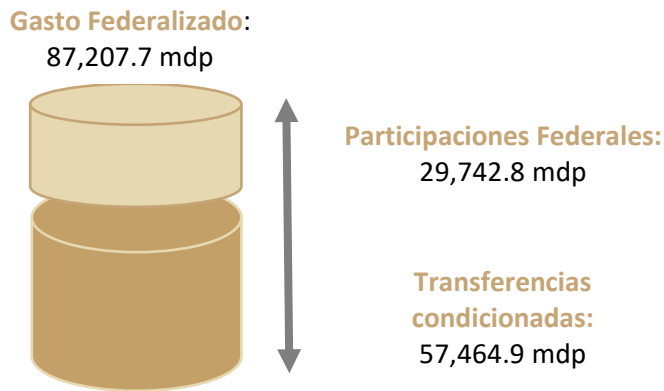 Gasto Federalizado:
87,207.7 mdp
Participaciones Federales:
29,742.8 mdp
Transferencias
condicionadas:
57,464.9 mdp